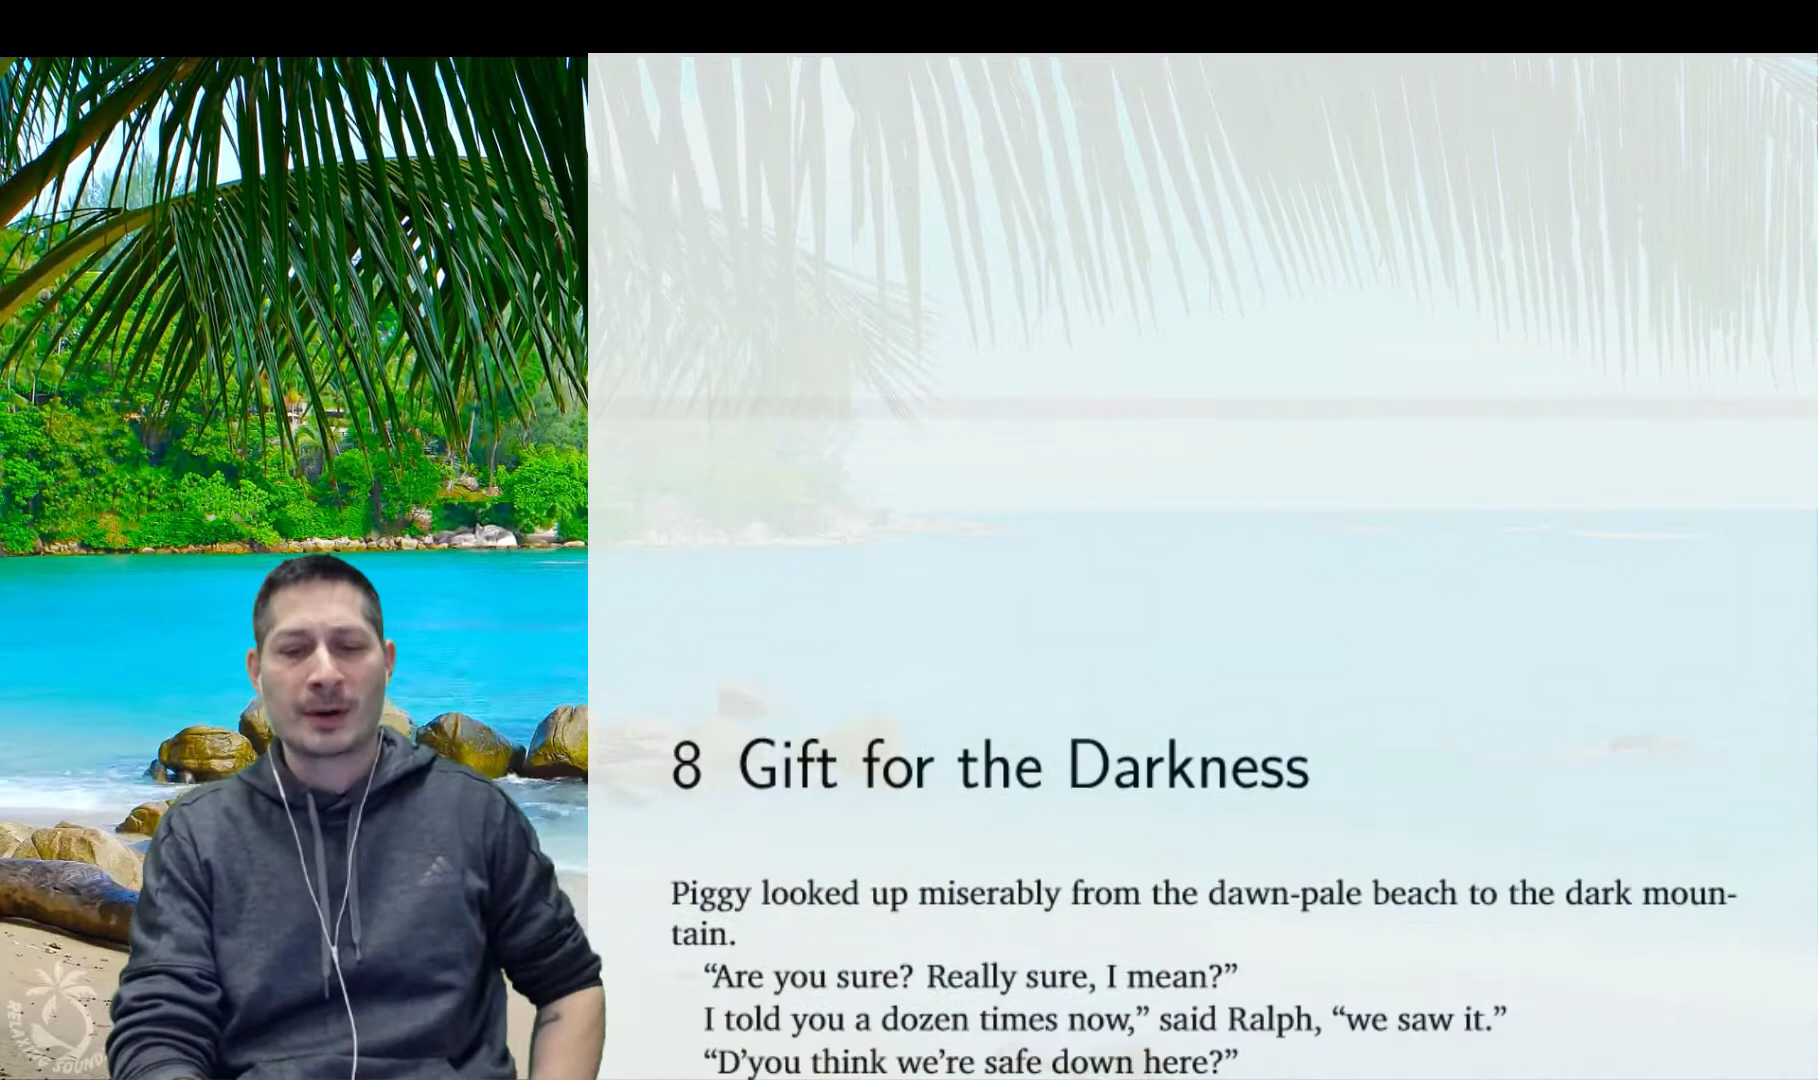 8 Gift for the Darkness
Piggy looked up miserably from the dawn-pale beach to the dark moun-
tain.
“Are you sure? Really sure, I mean?”
I told you a dozen times now,” said Ralph, “we saw it.”
“D’you think we’re safe down here?”
RELAXING SOUND